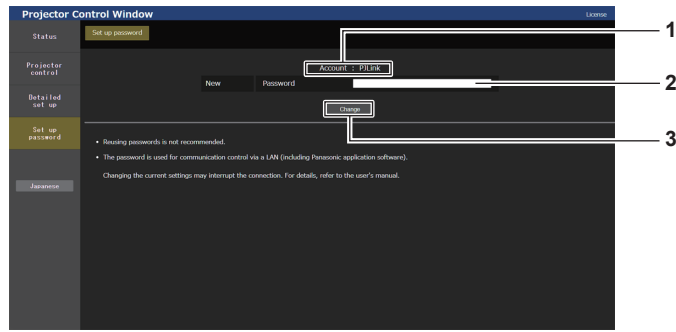 Projector Control Window
License
Status
Set up password
Projector
control
Account : PJLink
New Password
Detailed
set up
Change
Set up
password
• Reusing passwords is not recommended.
• The password is used for communication control via a LAN (including Panasonic application software).
Changing the current settings may interrupt the connection. For details, refer to the user's manual.
Japanese
1
2
3